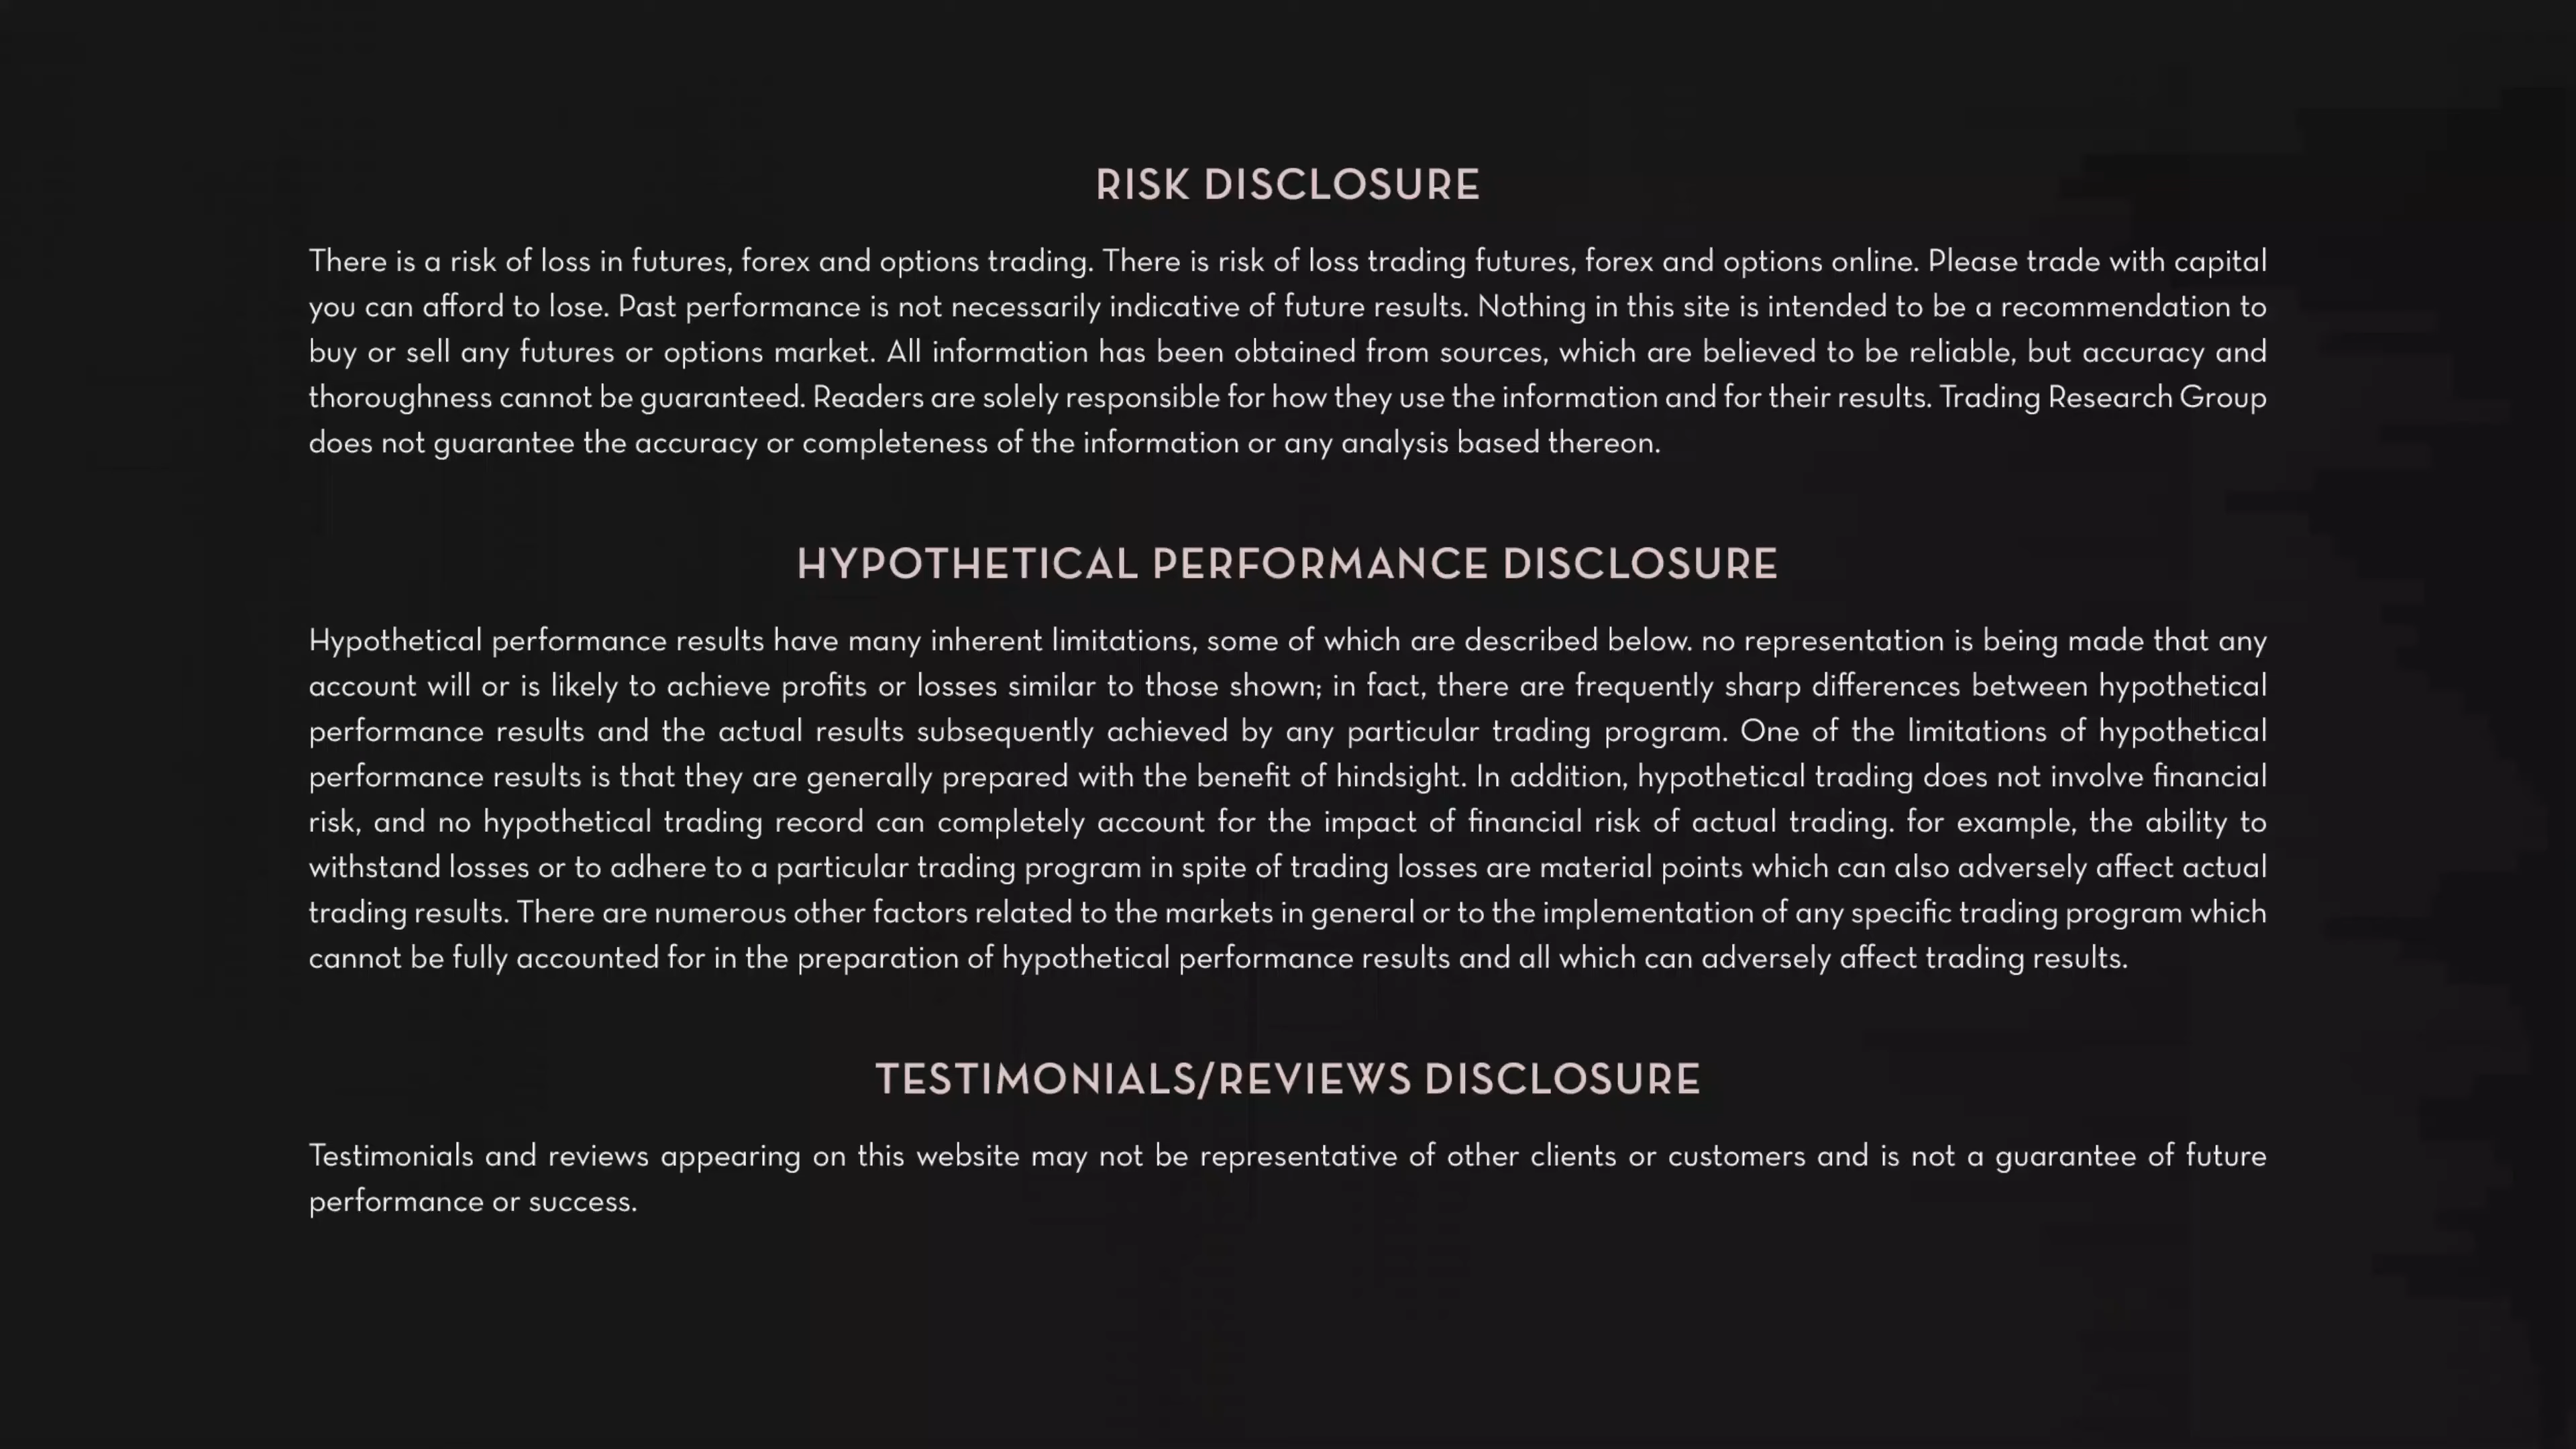 RISK DISCLOSURE
There is a risk of loss in futures, forex and options trading. There is risk of loss trading futures, forex and options online. Please trade with capital
you can afford to lose. Past performance is not necessarily indicative of future results. Nothing in this site is intended to be a recommendation to
buy or sell any futures or options market. All information has been obtained from sources, which are believed to be reliable, but accuracy and
thoroughness cannot be guaranteed. Readers are solely responsible for how they use the information and for their results. Trading Research Group
does not guarantee the accuracy or completeness of the information or any analysis based thereon.
HYPOTHETICAL PERFORMANCE DISCLOSURE
Hypothetical performance results have many inherent limitations, some of which are described below. no representation is being made that any
account will or is likely to achieve profits or losses similar to those shown; in fact, there are frequently sharp differences between hypothetical
performance results and the actual results subsequently achieved by any particular trading program. One of the limitations of hypothetical
performance results is that they are generally prepared with the benefit of hindsight. In addition, hypothetical trading does not involve financial
risk, and no hypothetical trading record can completely account for the impact of financial risk of actual trading. for example, the ability to
withstand losses or to adhere to a particular trading program in spite of trading losses are material points which can also adversely affect actual
trading results. There are numerous other factors related to the markets in general or to the implementation of any specific trading program which
cannot be fully accounted for in the preparation of hypothetical performance results and all which can adversely affect trading results.
TESTIMONIALS/REVIEWS DISCLOSURE
Testimonials and reviews appearing on this website may not be representative of other clients or customers and is not a guarantee of future
performance or success.